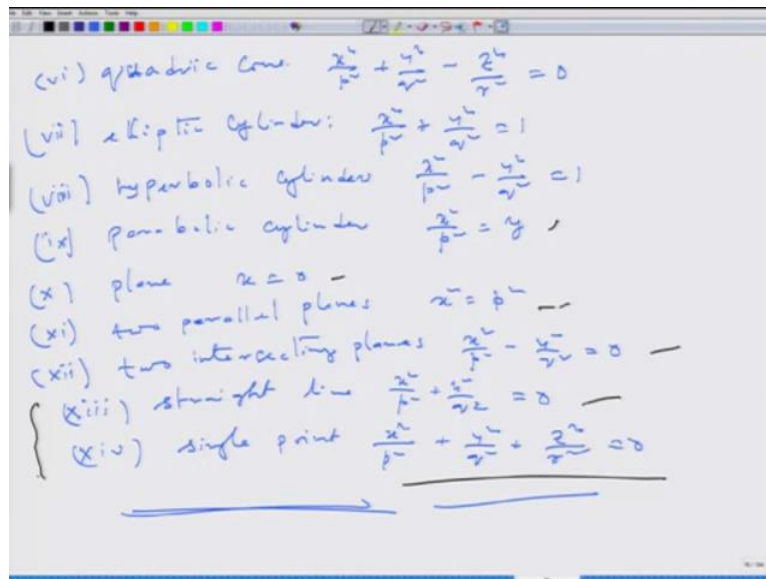 (vi) quadric cone. x²/p² + y²/q² - z²/r² = 0
(vii) elliptic cylinder: x²/p² + y²/q² = 1
(viii) hyperbolic cylinder x²/p² - y²/q² = 1
(ix) parabolic cylinder x²/p² = y
(x) plane x = 0
(xi) two parallel planes x² = p²
(xii) two intersecting planes x²/p² - y²/q² = 0
(xiii) straight line x²/p² + y²/q² = 0
(xiv) single point x²/p² + y²/q² + z²/r² = 0